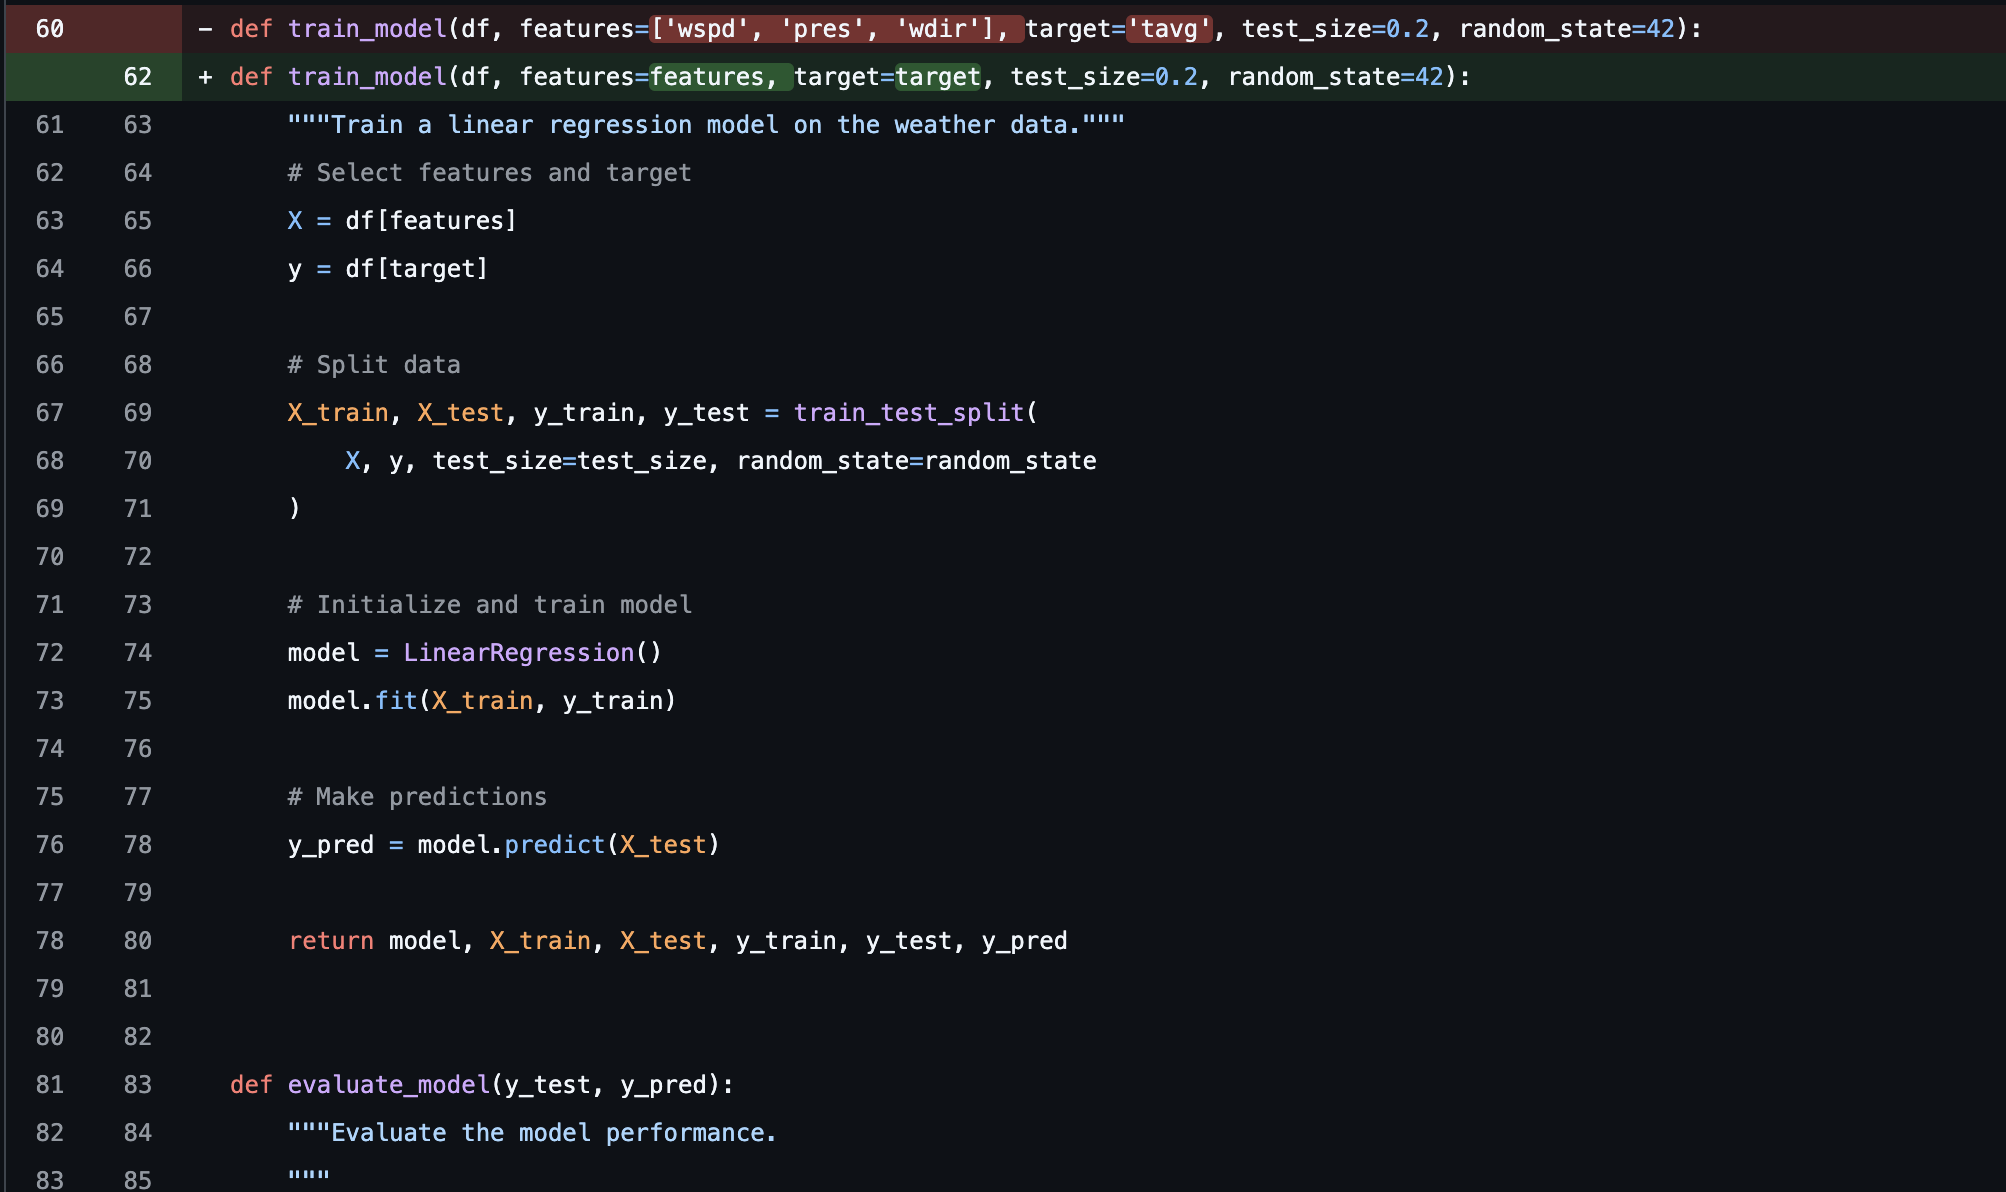 60 - def train_model(df, features=['wspd', 'pres', 'wdir'], target='tavg', test_size=0.2, random_state=42):
62 + def train_model(df, features=features, target=target, test_size=0.2, random_state=42):
61 63 """Train a linear regression model on the weather data."""
62 64 # Select features and target
63 65 X = df[features]
64 66 y = df[target]
65 67
66 68 # Split data
67 69 X_train, X_test, y_train, y_test = train_test_split(
68 70 X, y, test_size=test_size, random_state=random_state
69 71 )
70 72
71 73 # Initialize and train model
72 74 model = LinearRegression()
73 75 model.fit(X_train, y_train)
74 76
75 77 # Make predictions
76 78 y_pred = model.predict(X_test)
77 79
78 80 return model, X_train, X_test, y_train, y_test, y_pred
79 81
80 82
81 83 def evaluate_model(y_test, y_pred):
82 84 """Evaluate the model performance.
83 85 """